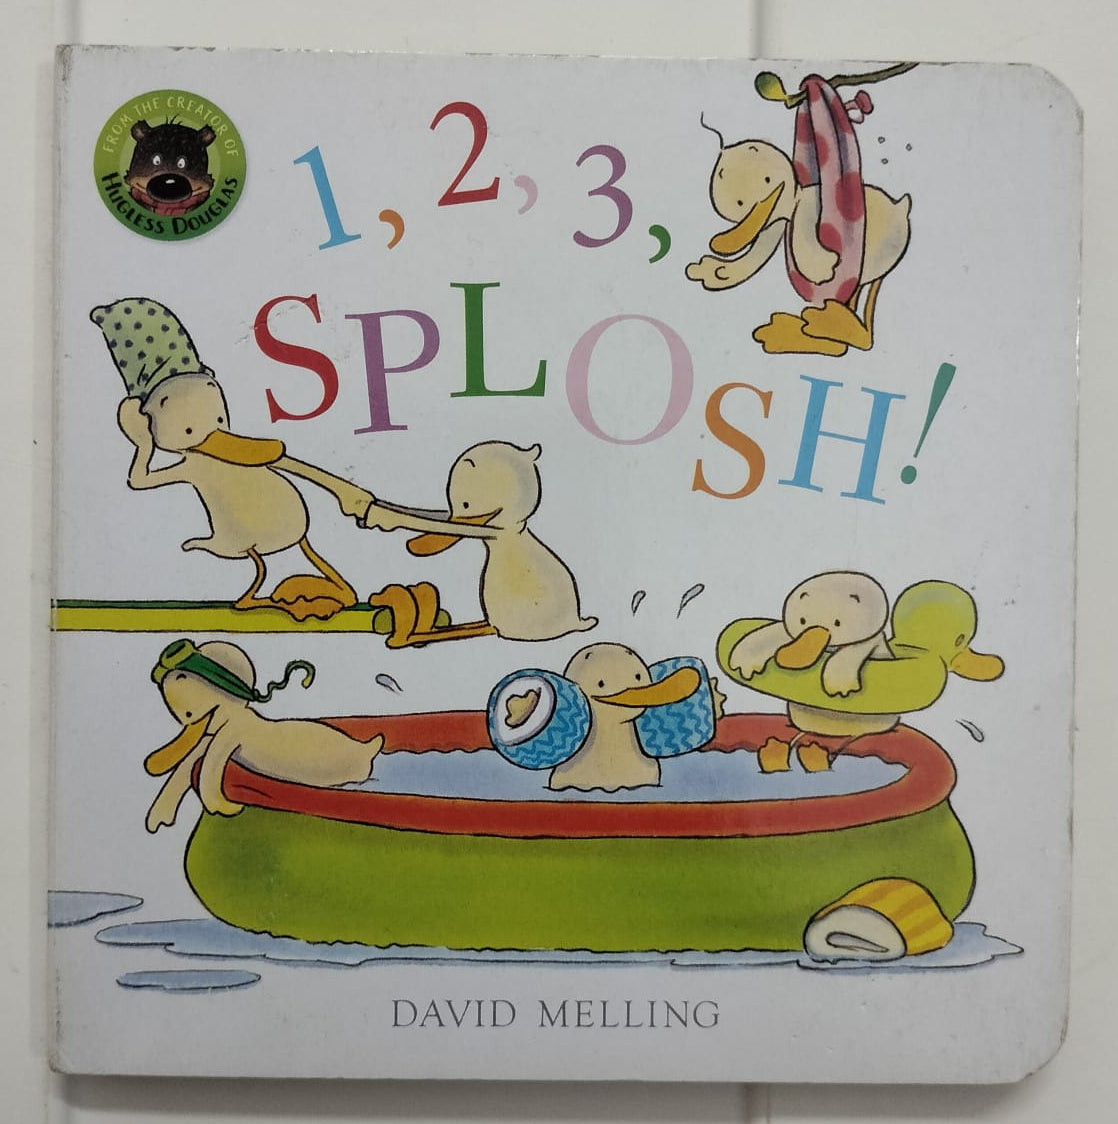 FROM THE CREATOR OF
HUGLESS DOUGLAS
1, 2, 3,
SPLOSH!
DAVID MELLING